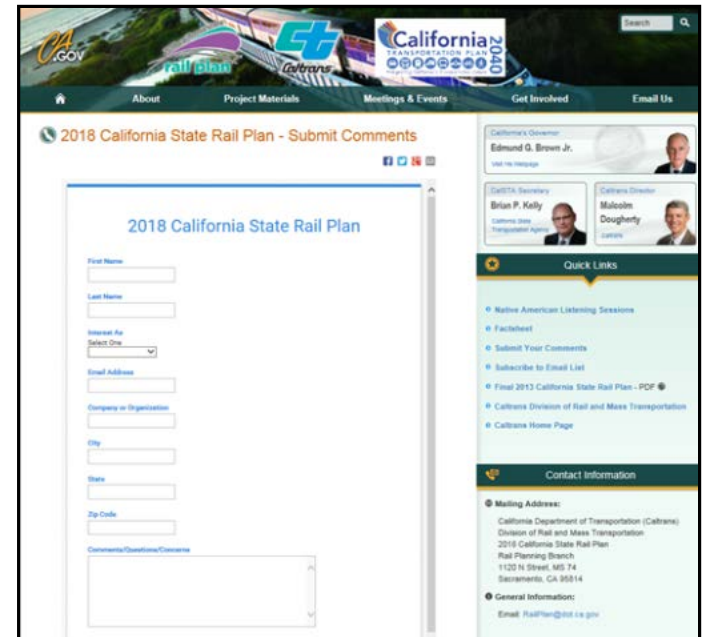 CA.GOV
rail plan
Caltrans
California
TRANSPORTATION PLAN
2040
Search
About
Project Materials
Meetings & Events
Get Involved
Email Us
2018 California State Rail Plan - Submit Comments
2018 California State Rail Plan
First Name
Last Name
Interest As
Select One
Email Address
Company or Organization
City
State
Zip Code
Comments/Questions/Concerns
California's Governor
Edmund G. Brown Jr.
Visit His Webpage
CalSTA Secretary
Brian P. Kelly
California State
Transportation Agency
Caltrans Director
Malcolm
Dougherty
Caltrans
Quick Links
Native American Listening Sessions
Factsheet
Submit Your Comments
Subscribe to Email List
Final 2013 California State Rail Plan - PDF
Caltrans Division of Rail and Mass Transportation
Caltrans Home Page
Contact Information
Mailing Address:
California Department of Transportation (Caltrans)
Division of Rail and Mass Transportation
2018 California State Rail Plan
Rail Planning Branch
1120 N Street, MS 74
Sacramento, CA 95814
General Information:
Email: RailPlan@dot.ca.gov